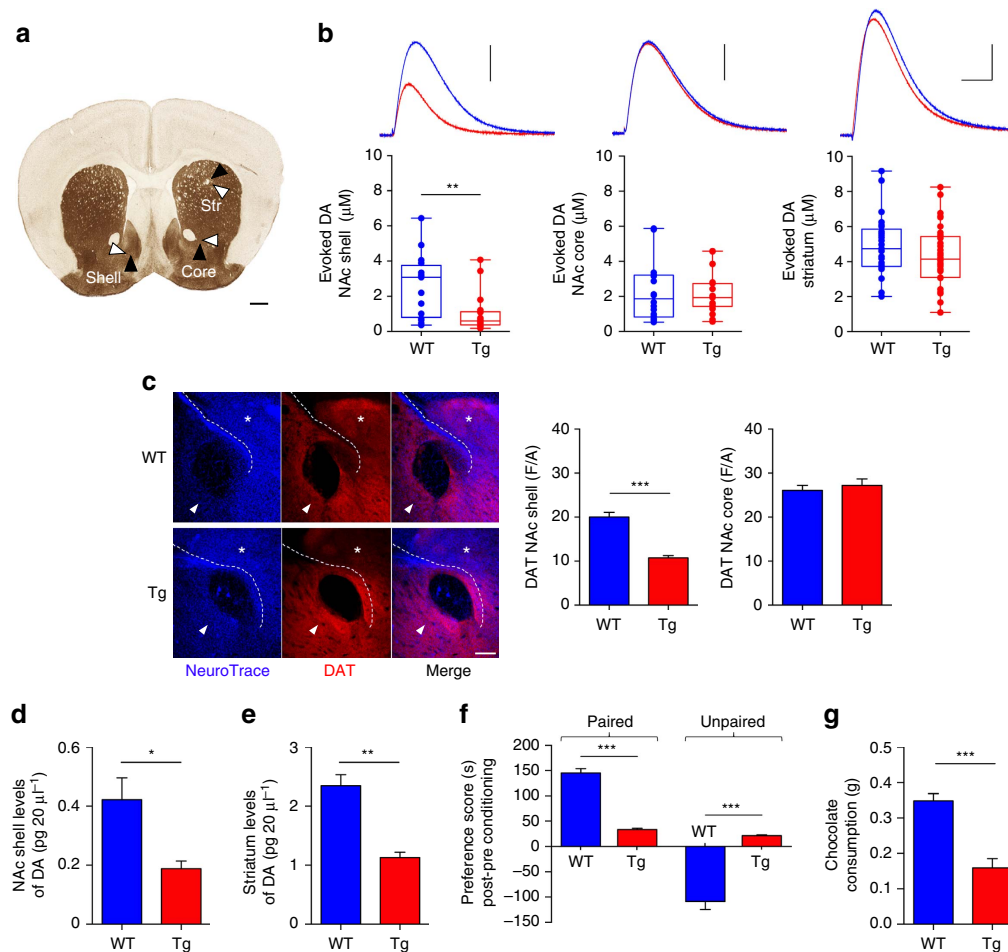 a
Str
Shell
Core
b
Evoked DA
NAc shell (μM)
10
8
6
4
2
0
**
WT
Tg
Evoked DA
NAc core (μM)
10
8
6
4
2
0
WT
Tg
Evoked DA
striatum (μM)
10
8
6
4
2
0
WT
Tg
c
WT
Tg
*
*
*
*
*
*
NeuroTrace
DAT
Merge
DAT NAc shell (F/A)
40
30
20
10
0
***
WT
Tg
DAT NAc core (F/A)
40
30
20
10
0
WT
Tg
d
NAc shell levels
of DA (pg 20 μl⁻¹)
0.6
0.4
0.2
0
*
WT
Tg
e
Striatum levels
of DA (pg 20 μl⁻¹)
3
2
1
0
**
WT
Tg
f
Paired
Unpaired
Preference score (s)
post-pre conditioning
200
150
100
50
0
−50
−100
−150
***
***
WT
Tg
WT
Tg
g
Chocolate
consumption (g)
0.5
0.4
0.3
0.2
0.1
0.0
***
WT
Tg